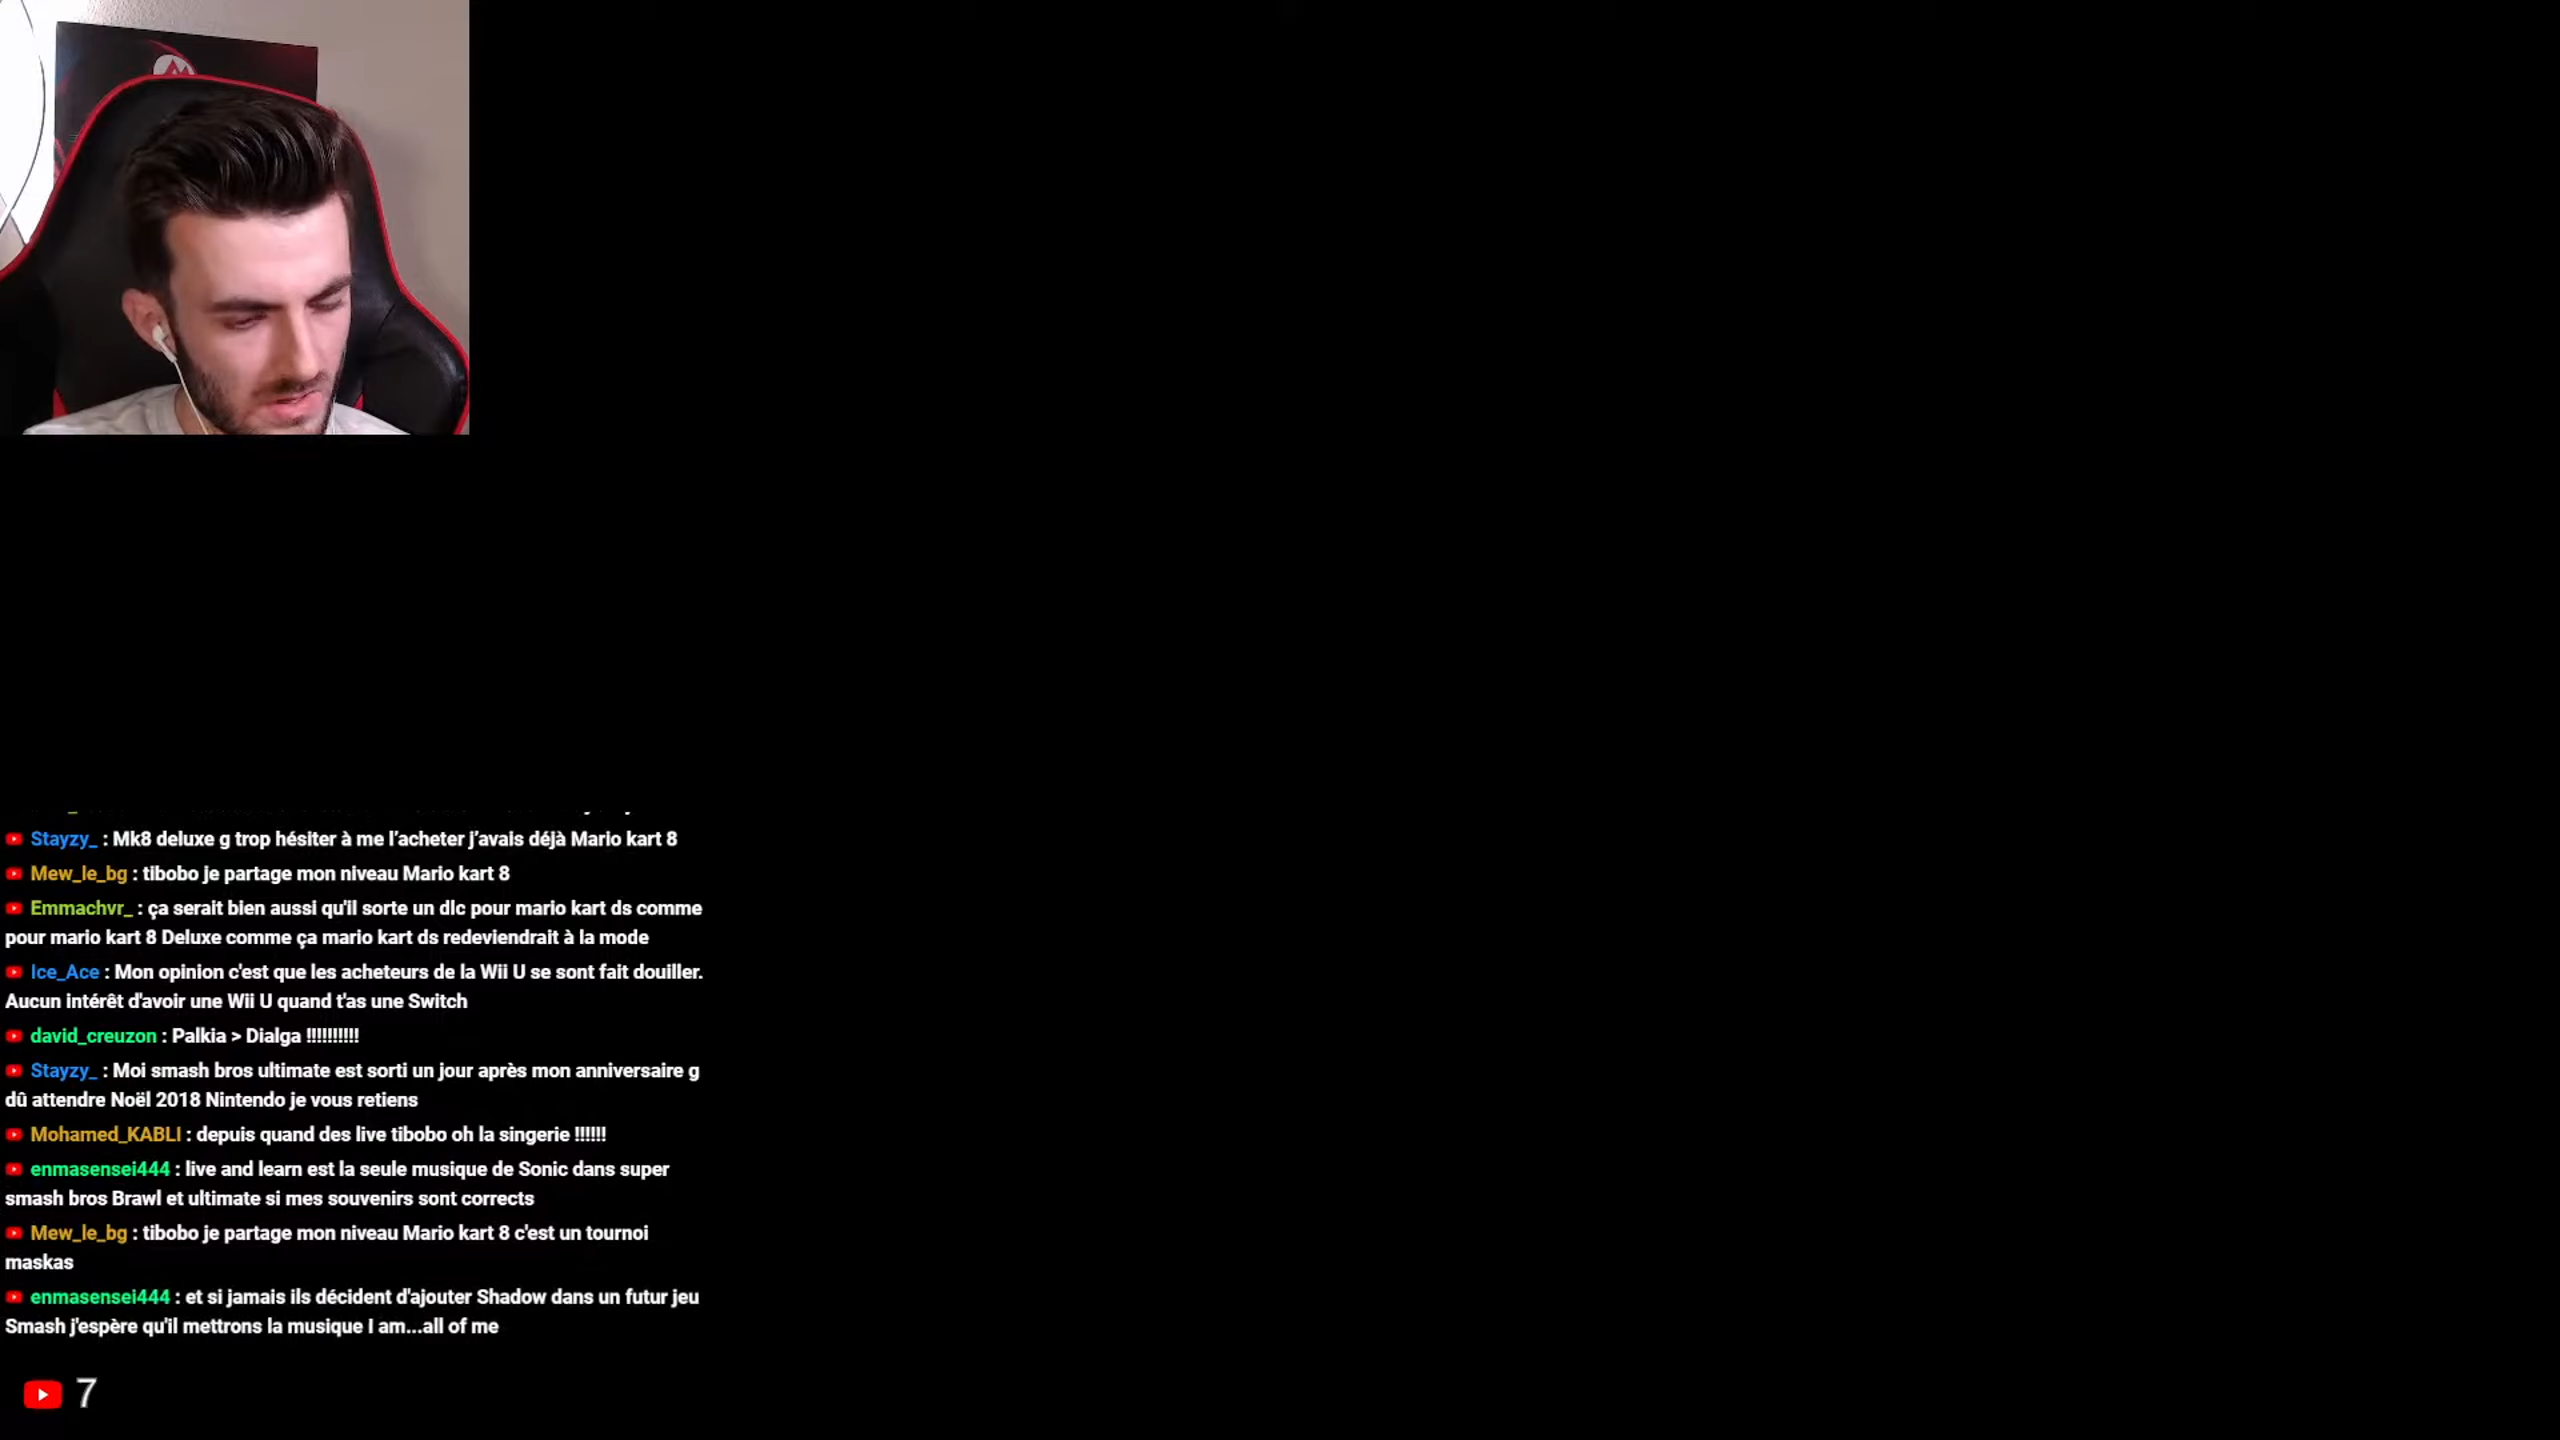 Stayzy_ : Mk8 deluxe g trop hésiter à me l’acheter j’avais déjà Mario kart 8
Mew_le_bg : tibobo je partage mon niveau Mario kart 8
Emmachvr_ : ça serait bien aussi qu'il sorte un dlc pour mario kart ds comme
pour mario kart 8 Deluxe comme ça mario kart ds redeviendrait à la mode
Ice_Ace : Mon opinion c'est que les acheteurs de la Wii U se sont fait douiller.
Aucun intérêt d'avoir une Wii U quand t'as une Switch
david_creuzon : Palkia > Dialga !!!!!!!!!!
Stayzy_ : Moi smash bros ultimate est sorti un jour après mon anniversaire g
dû attendre Noël 2018 Nintendo je vous retiens
Mohamed_KABLI : depuis quand des live tibobo oh la singerie !!!!!!
enmasensei444 : live and learn est la seule musique de Sonic dans super
smash bros Brawl et ultimate si mes souvenirs sont corrects
Mew_le_bg : tibobo je partage mon niveau Mario kart 8 c'est un tournoi
maskas
enmasensei444 : et si jamais ils décident d'ajouter Shadow dans un futur jeu
Smash j'espère qu'il mettrons la musique I am...all of me
7